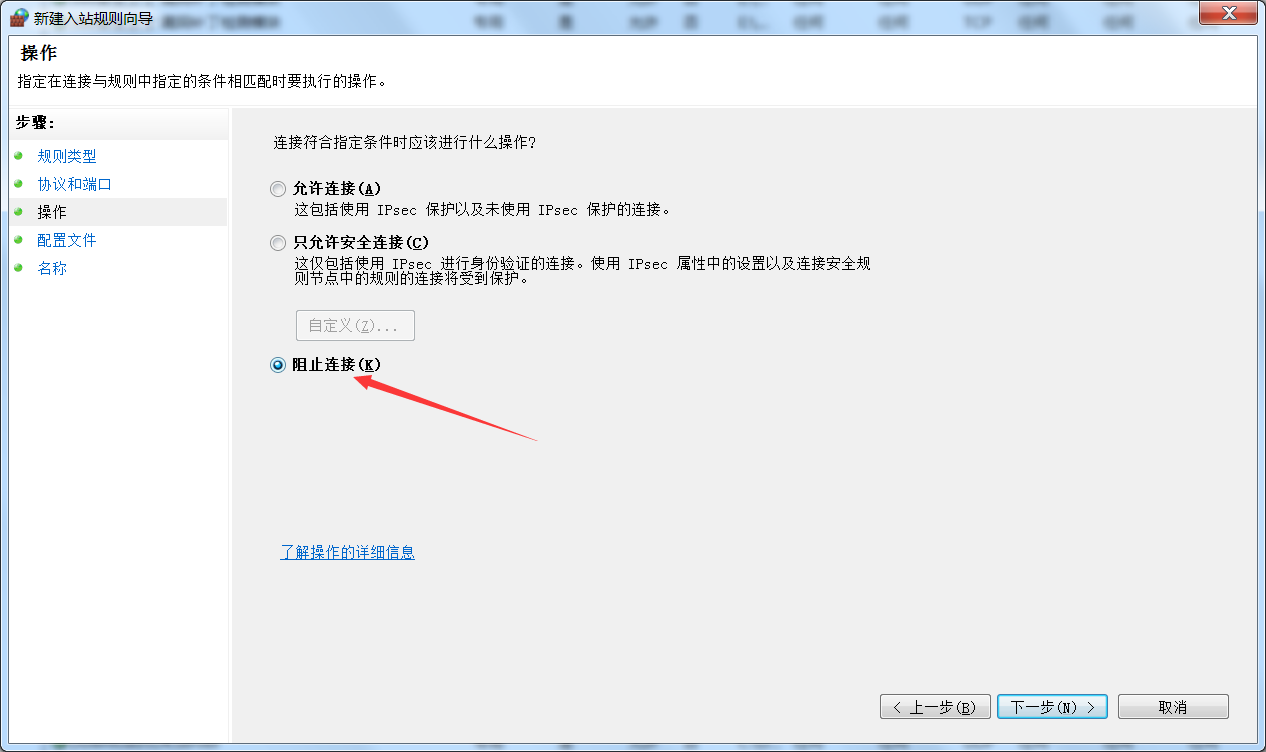 新建入站规则向导
操作
指定在连接与规则中指定的条件相匹配时要执行的操作。
步骤:
规则类型
协议和端口
操作
配置文件
名称
连接符合指定条件时应该进行什么操作?
允许连接(A)
这包括使用 IPsec 保护以及未使用 IPsec 保护的连接。
只允许安全连接(C)
这仅包括使用 IPsec 进行身份验证的连接。使用 IPsec 属性中的设置以及连接安全规
则节点中的规则的连接将受到保护。
自定义(Z)...
阻止连接(K)
了解操作的详细信息
< 上一步(B)
下一步(N) >
取消